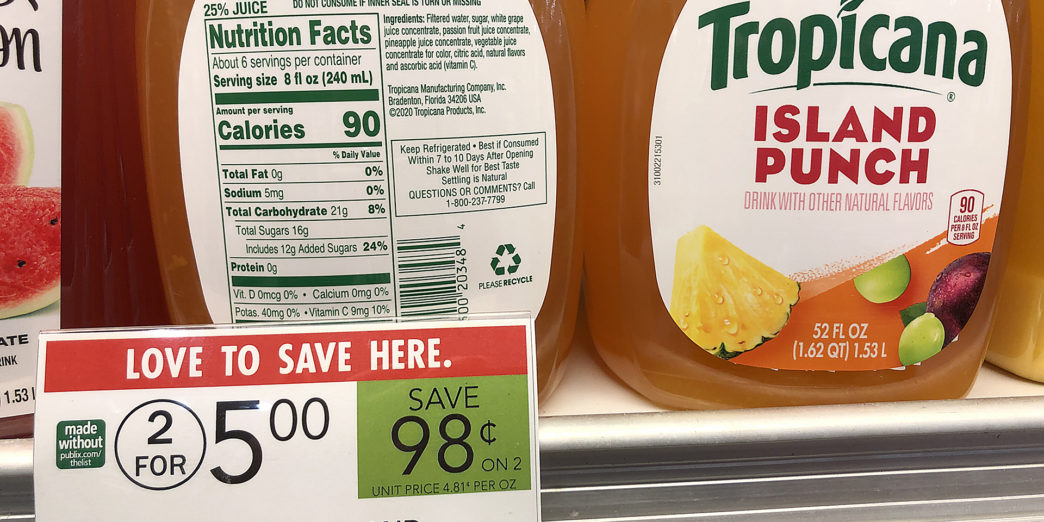 25% JUICE
DO NOT CONSUME IF INNER SEAL IS TORN OR MISSING
Nutrition Facts
About 6 servings per container
Serving size 8 fl oz (240 mL)
Amount per serving
Calories 90
% Daily Value
Total Fat 0g 0%
Sodium 5mg 0%
Total Carbohydrate 21g 8%
Total Sugars 16g
Includes 12g Added Sugars 24%
Protein 0g
Vit. D 0mcg 0% • Calcium 0mg 0%
Potas. 40mg 0% • Vitamin C 9mg 10%
Ingredients: Filtered water, sugar, white grape
juice concentrate, passion fruit juice concentrate,
pineapple juice concentrate, vegetable juice
concentrate for color, citric acid, natural flavors
and ascorbic acid (vitamin C).
Tropicana Manufacturing Company, Inc.
Bradenton, Florida 34206 USA
©2020 Tropicana Products, Inc.
Keep Refrigerated • Best if Consumed
Within 7 to 10 Days After Opening
Shake Well for Best Taste
Settling is Natural
QUESTIONS OR COMMENTS? Call
1-800-237-7799
PLEASE RECYCLE
Tropicana®
ISLAND
PUNCH
DRINK WITH OTHER NATURAL FLAVORS
31002215301
90
CALORIES
PER 8 FL OZ
SERVING
52 FL OZ
(1.62 QT) 1.53 L
1.53 l
LOVE TO SAVE HERE.
made
without
publix.com/
thelist
2
FOR
5.00
SAVE
98¢
ON 2
UNIT PRICE 4.81¢ PER OZ